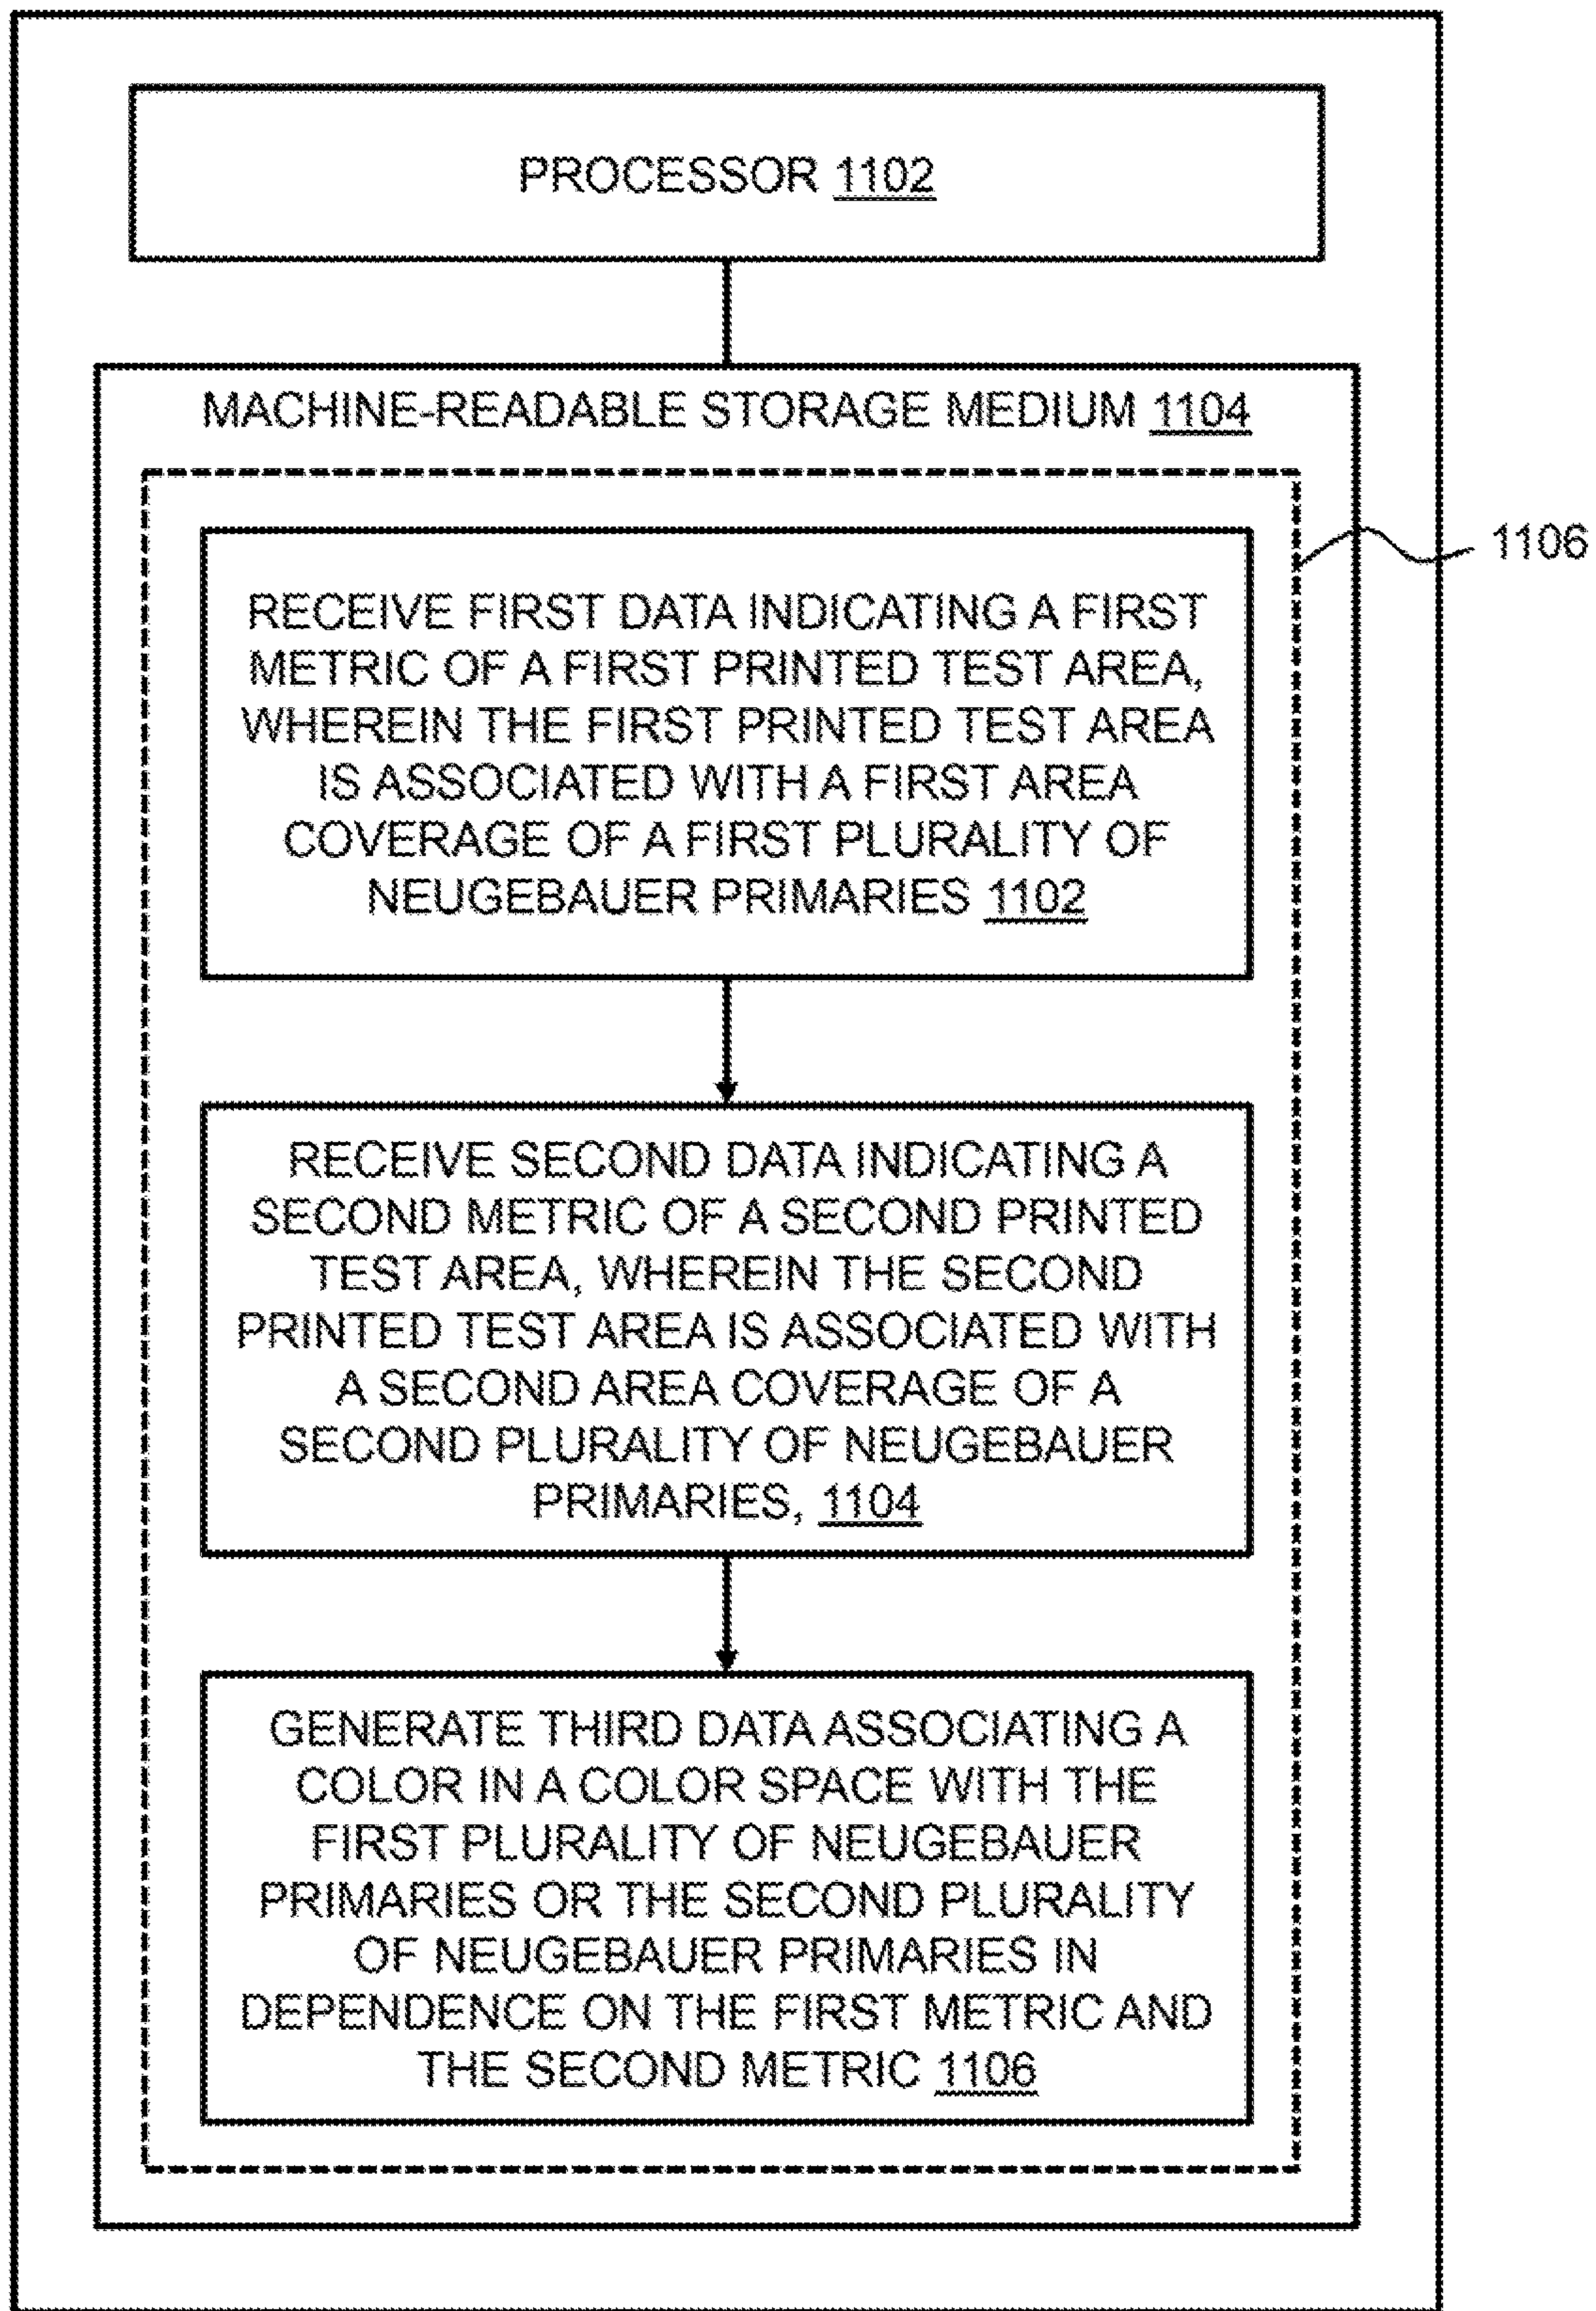 PROCESSOR 1102
MACHINE-READABLE STORAGE MEDIUM 1104
1106
RECEIVE FIRST DATA INDICATING A FIRST
METRIC OF A FIRST PRINTED TEST AREA,
WHEREIN THE FIRST PRINTED TEST AREA
IS ASSOCIATED WITH A FIRST AREA
COVERAGE OF A FIRST PLURALITY OF
NEUGEBAUER PRIMARIES 1102
RECEIVE SECOND DATA INDICATING A
SECOND METRIC OF A SECOND PRINTED
TEST AREA, WHEREIN THE SECOND
PRINTED TEST AREA IS ASSOCIATED WITH
A SECOND AREA COVERAGE OF A
SECOND PLURALITY OF NEUGEBAUER
PRIMARIES, 1104
GENERATE THIRD DATA ASSOCIATING A
COLOR IN A COLOR SPACE WITH THE
FIRST PLURALITY OF NEUGEBAUER
PRIMARIES OR THE SECOND PLURALITY
OF NEUGEBAUER PRIMARIES IN
DEPENDENCE ON THE FIRST METRIC AND
THE SECOND METRIC 1106